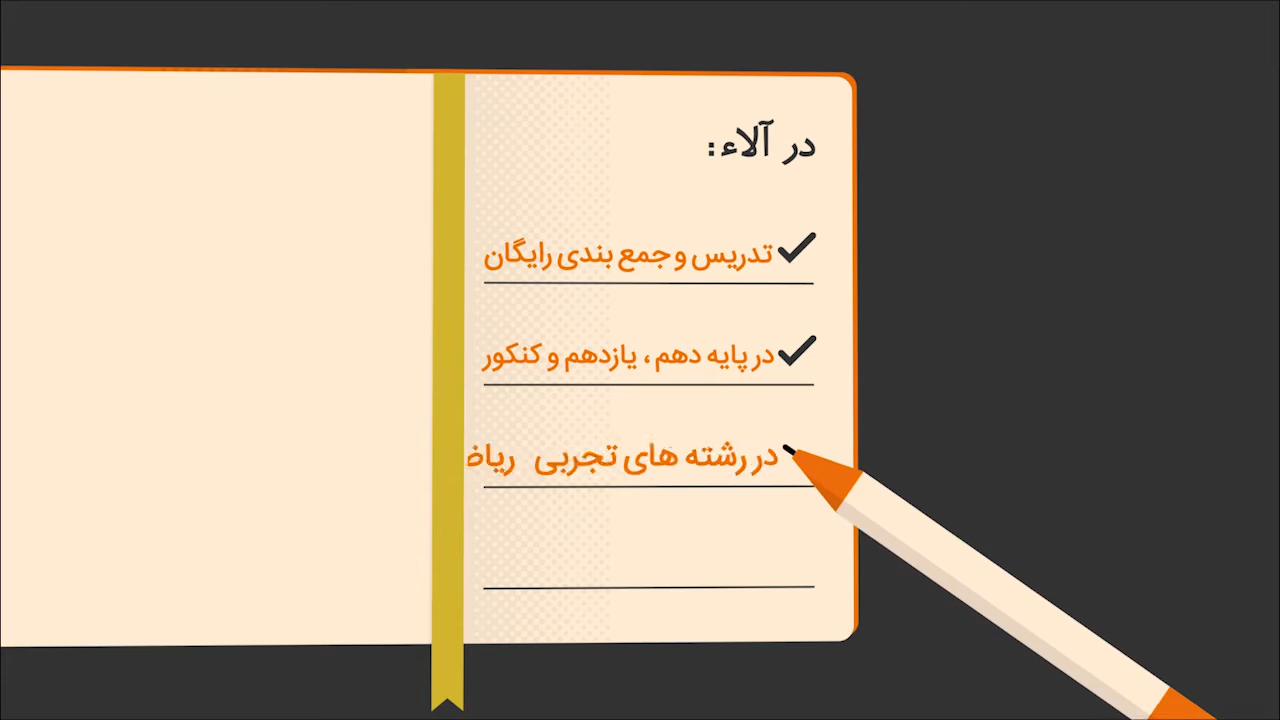 در آلاء:
تدریس و جمع بندی رایگان
در پایه دهم ، یازدهم و کنکور
در رشته های تجربی